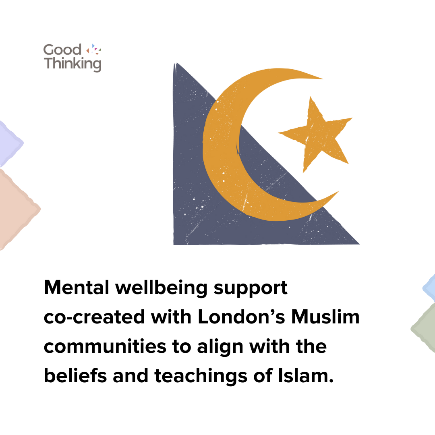 Good
Thinking
Mental wellbeing support
co-created with London's Muslim
communities to align with the
beliefs and teachings of Islam.